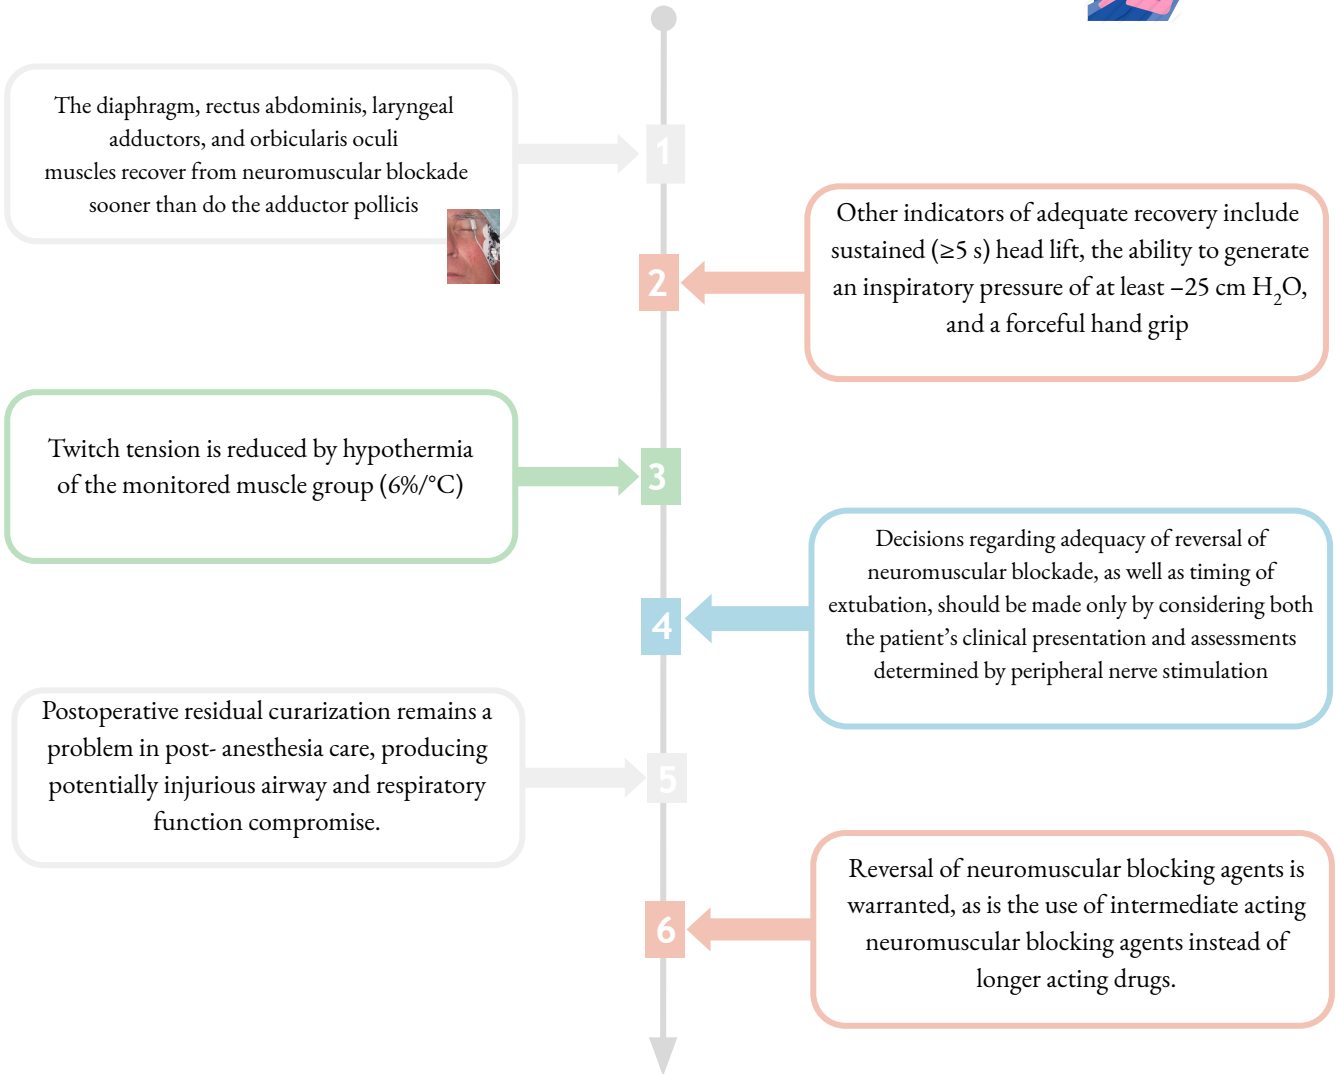 The diaphragm, rectus abdominis, laryngeal
adductors, and orbicularis oculi
muscles recover from neuromuscular blockade
sooner than do the adductor pollicis
1
Other indicators of adequate recovery include
sustained (≥5 s) head lift, the ability to generate
an inspiratory pressure of at least –25 cm H₂O,
and a forceful hand grip
2
Twitch tension is reduced by hypothermia
of the monitored muscle group (6%/°C)
3
Decisions regarding adequacy of reversal of
neuromuscular blockade, as well as timing of
extubation, should be made only by considering both
the patient’s clinical presentation and assessments
determined by peripheral nerve stimulation
4
Postoperative residual curarization remains a
problem in post- anesthesia care, producing
potentially injurious airway and respiratory
function compromise.
5
Reversal of neuromuscular blocking agents is
warranted, as is the use of intermediate acting
neuromuscular blocking agents instead of
longer acting drugs.
6